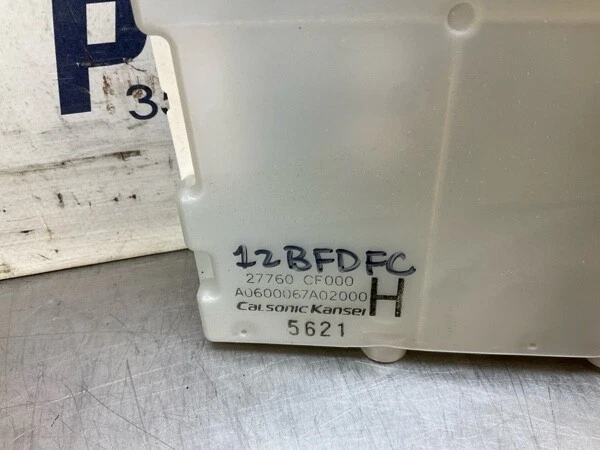 P
12BFDFC
27760 CF000
A0600067A02000 H
Calsonic Kansei
5621